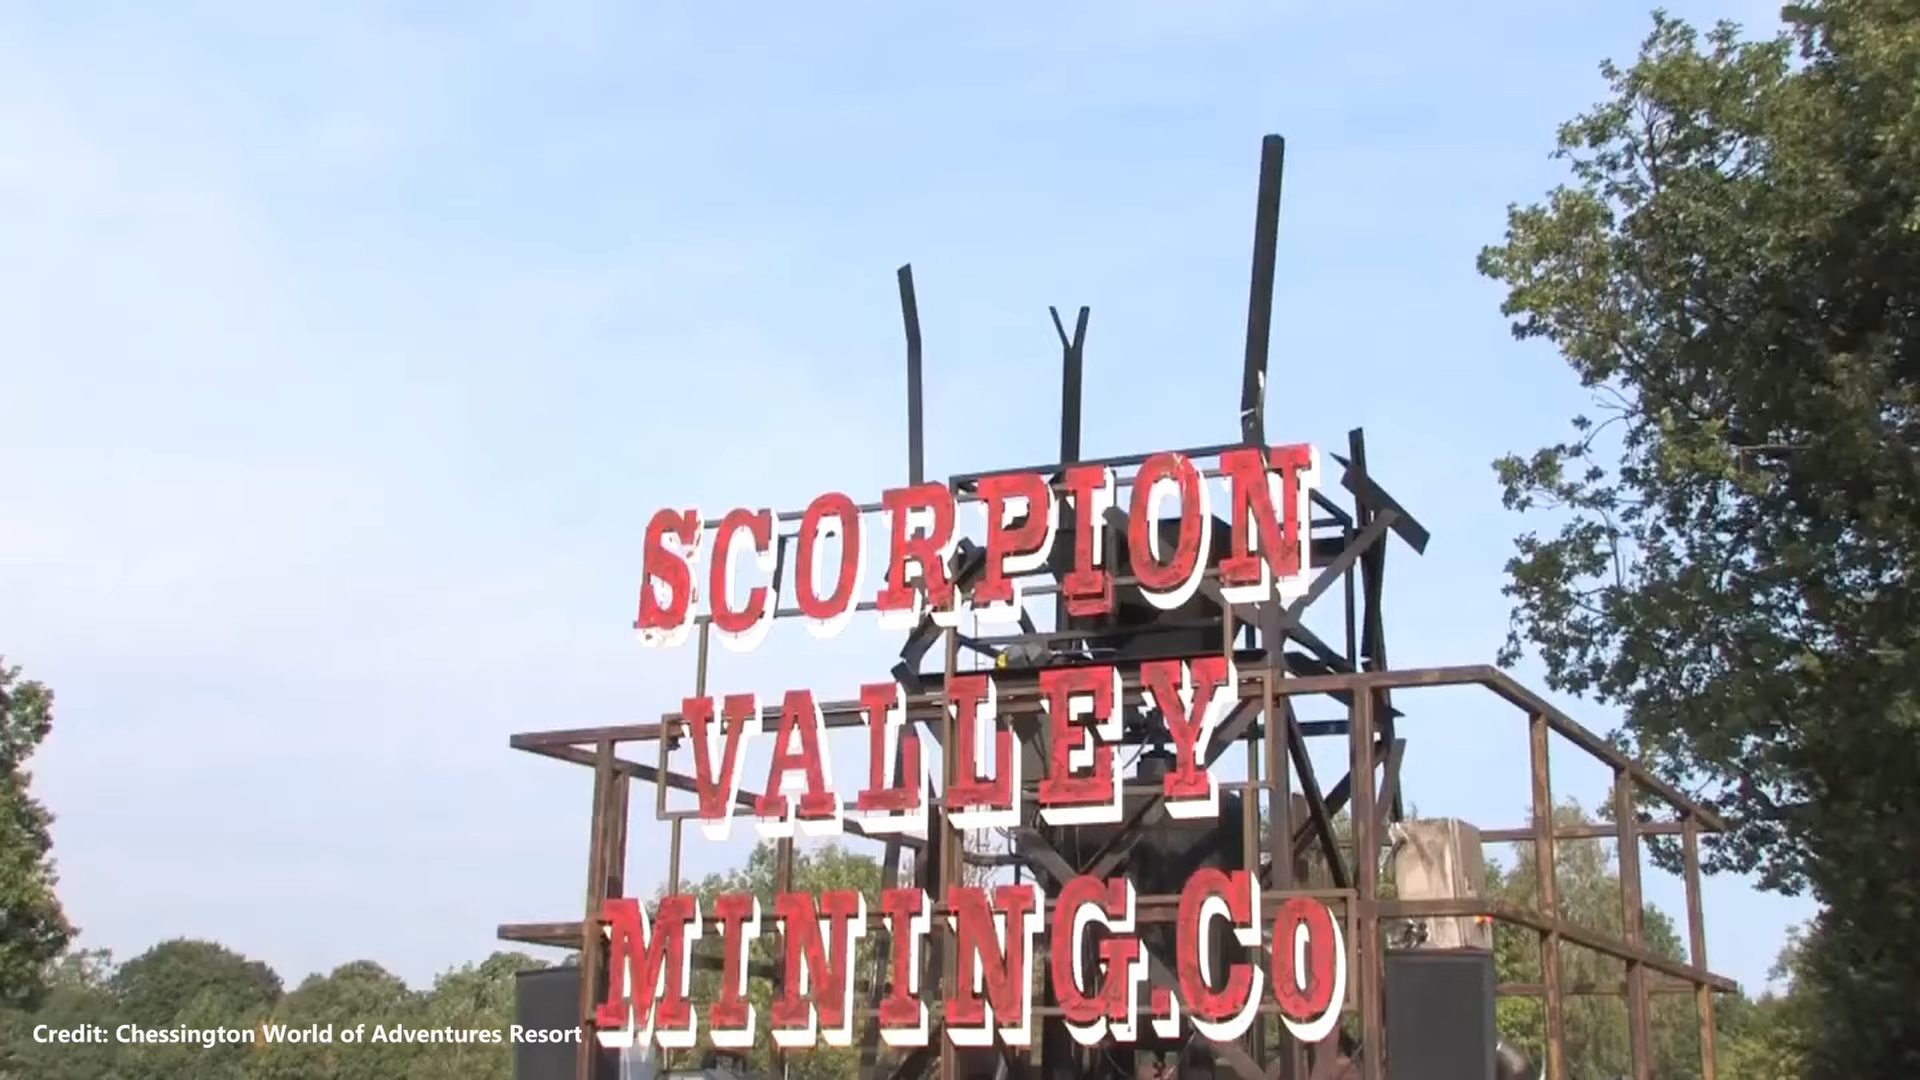 SCORPION
VALLEY
MINING.Co
Credit: Chessington World of Adventures Resort